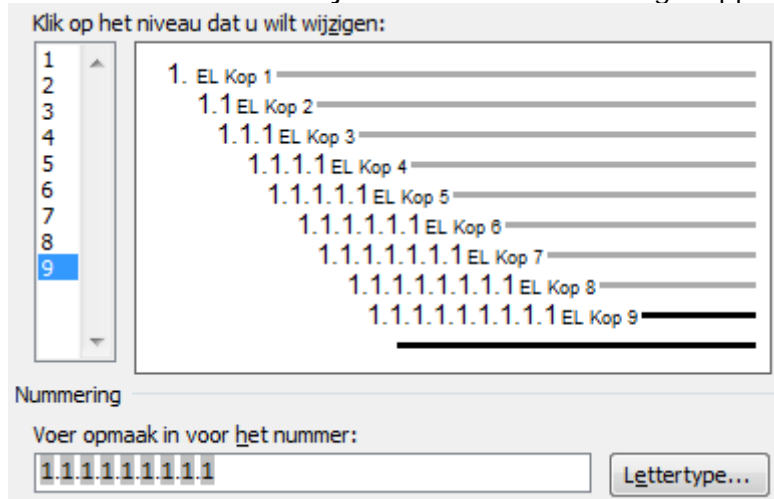 Klik op het niveau dat u wilt wijzigen:
1
2
3
4
5
6
7
8
9
1. EL Kop 1
1.1 EL Kop 2
1.1.1 EL Kop 3
1.1.1.1 EL Kop 4
1.1.1.1.1 EL Kop 5
1.1.1.1.1.1 EL Kop 6
1.1.1.1.1.1.1 EL Kop 7
1.1.1.1.1.1.1.1 EL Kop 8
1.1.1.1.1.1.1.1.1 EL Kop 9
Nummering
Voer opmaak in voor het nummer:
1.1.1.1.1.1.1.1.1
Lettertype...